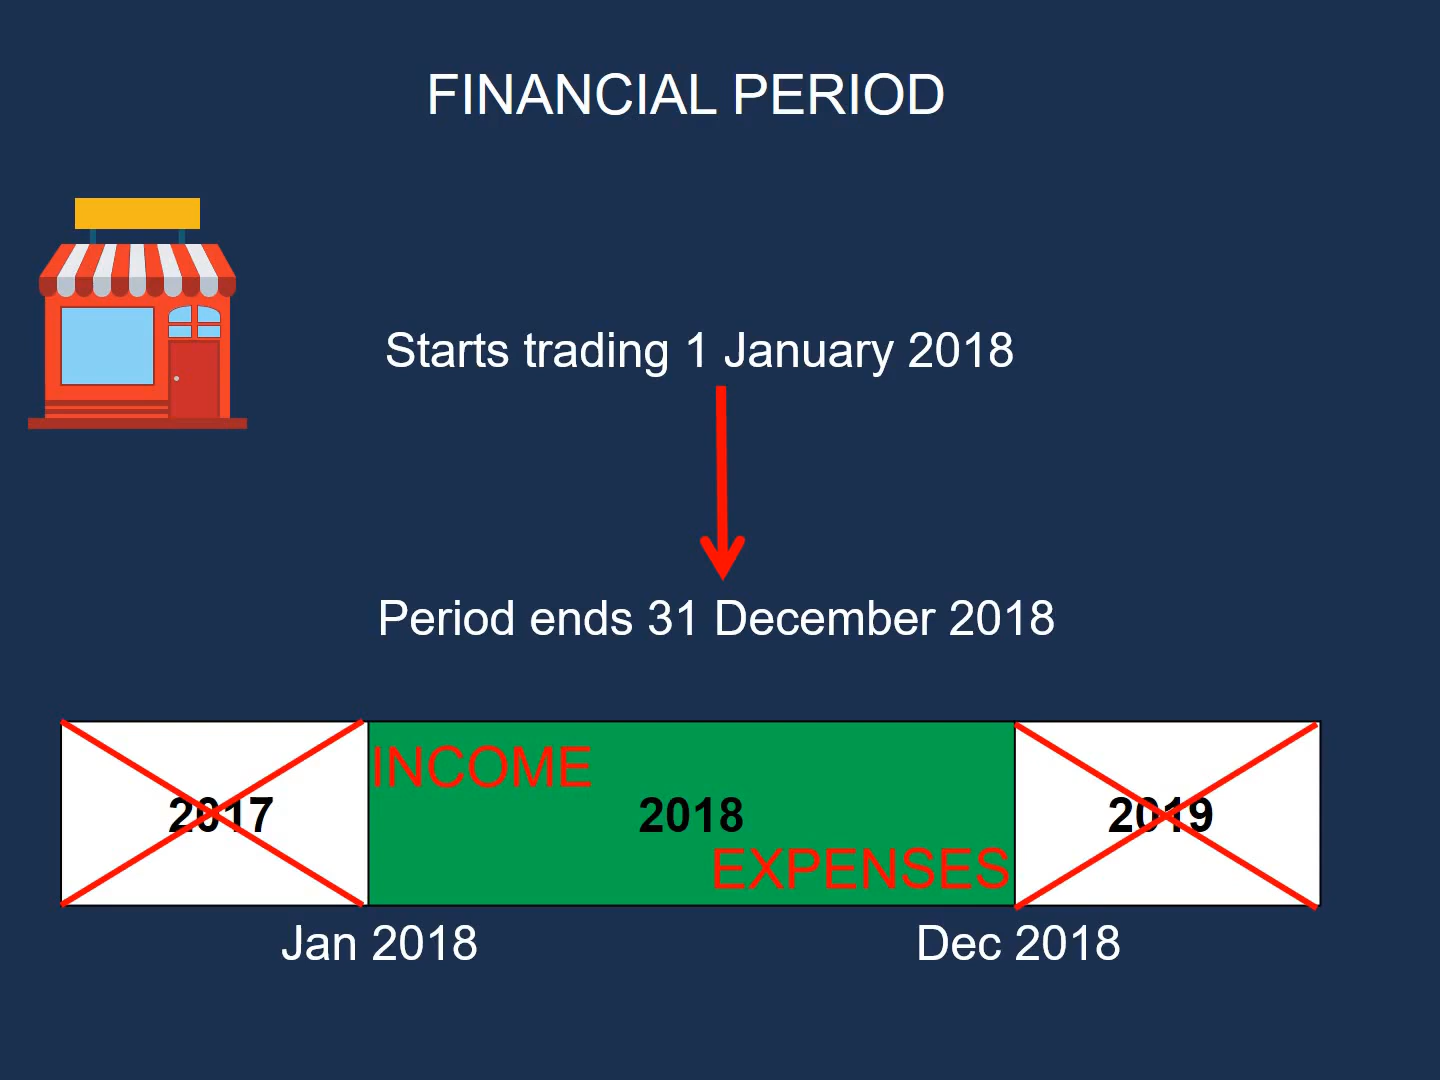 FINANCIAL PERIOD
Starts trading 1 January 2018
Period ends 31 December 2018
INCOME
2017 2018 2019
EXPENSES
Jan 2018 Dec 2018